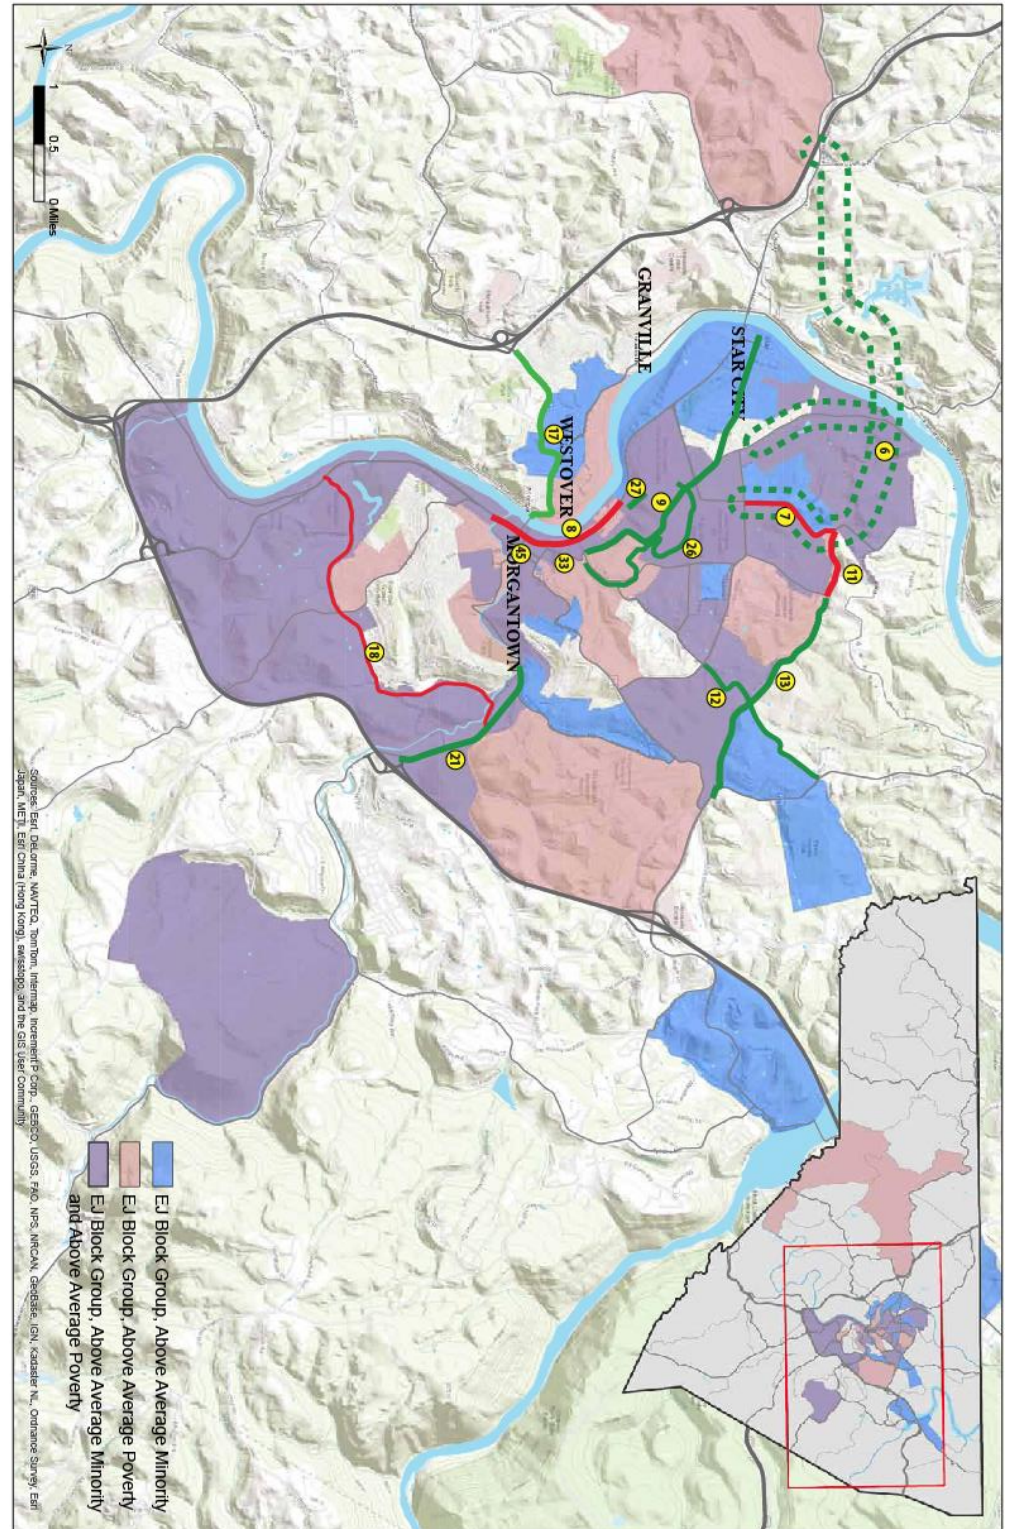 N
1
0.5
0 Miles
GRANVILLE
STAR CITY
WESTOVER
MORGANTOWN
6
7
11
13
12
26
9
27
8
33
45
17
18
21
EJ Block Group, Above Average Minority
EJ Block Group, Above Average Poverty
EJ Block Group, Above Average Minority
and Above Average Poverty
Sources: Esri, DeLorme, NAVTEQ, TomTom, Intermap, increment P Corp., GEBCO, USGS, FAO, NPS, NRCAN, GeoBase, IGN, Kadaster NL, Ordnance Survey, Esri
Japan, METI, Esri China (Hong Kong), swisstopo, and the GIS User Community